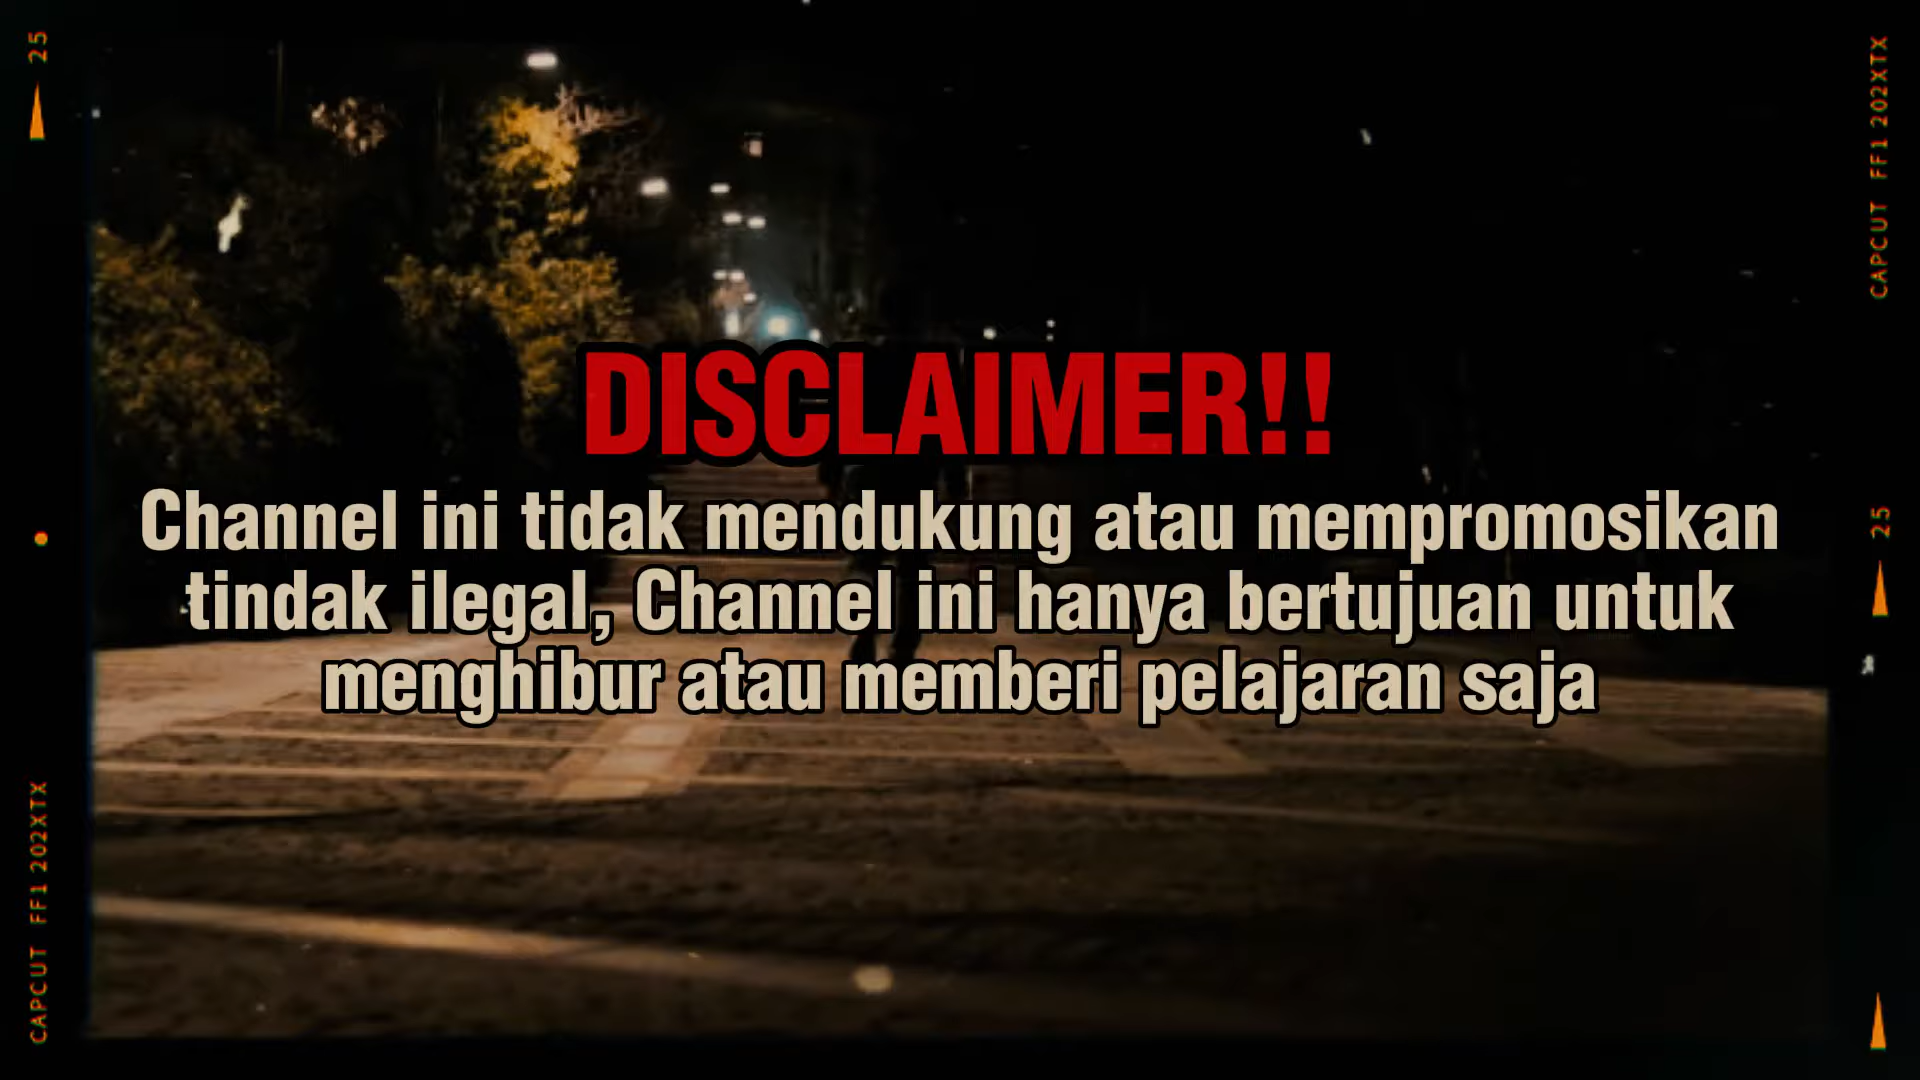 25
CAPCUT FF1 202XTX
DISCLAIMER!!
Channel ini tidak mendukung atau mempromosikan
tindak ilegal, Channel ini hanya bertujuan untuk
menghibur atau memberi pelajaran saja
25
CAPCUT FF1 202XTX